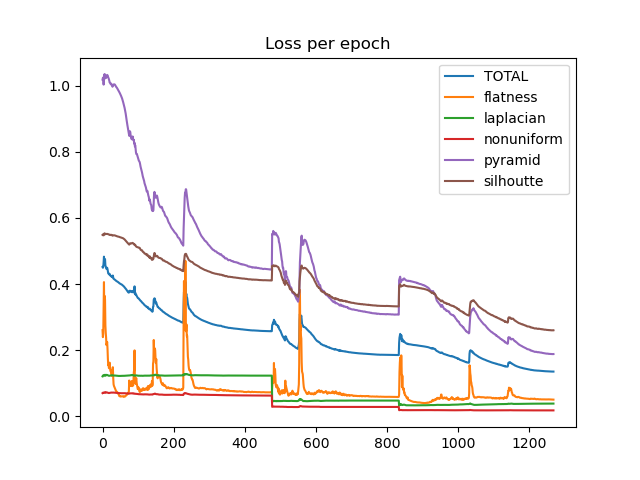 Loss per epoch
TOTAL
flatness
laplacian
nonuniform
pyramid
silhoutte
1.0
0.8
0.6
0.4
0.2
0.0
0 200 400 600 800 1000 1200